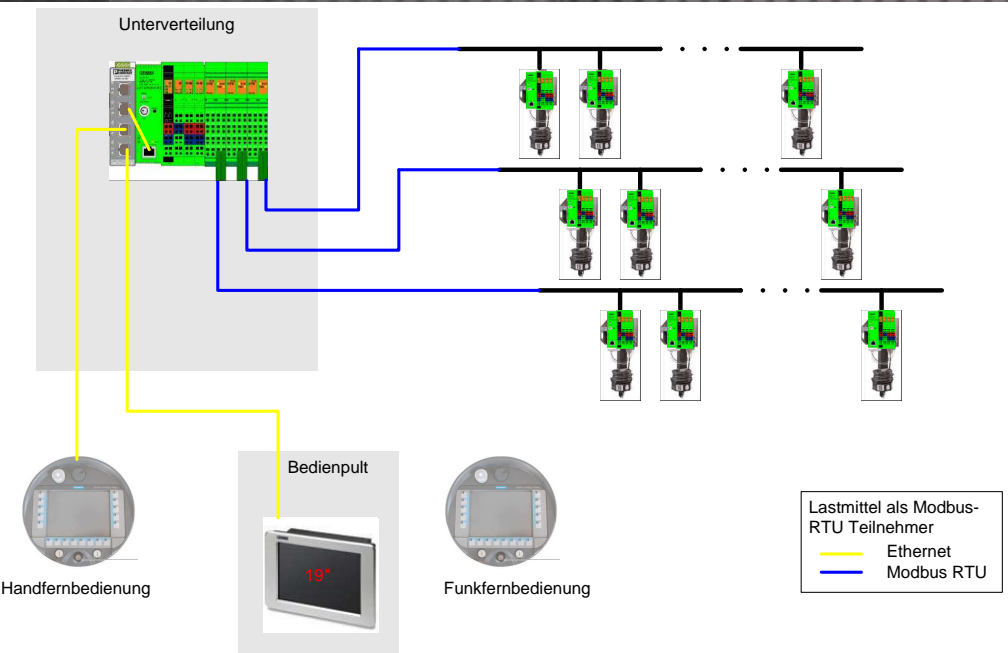 Unterverteilung
Bedienpult
19"
Handfernbedienung
Funkfernbedienung
Lastmittel als Modbus-
RTU Teilnehmer
Ethernet
Modbus RTU